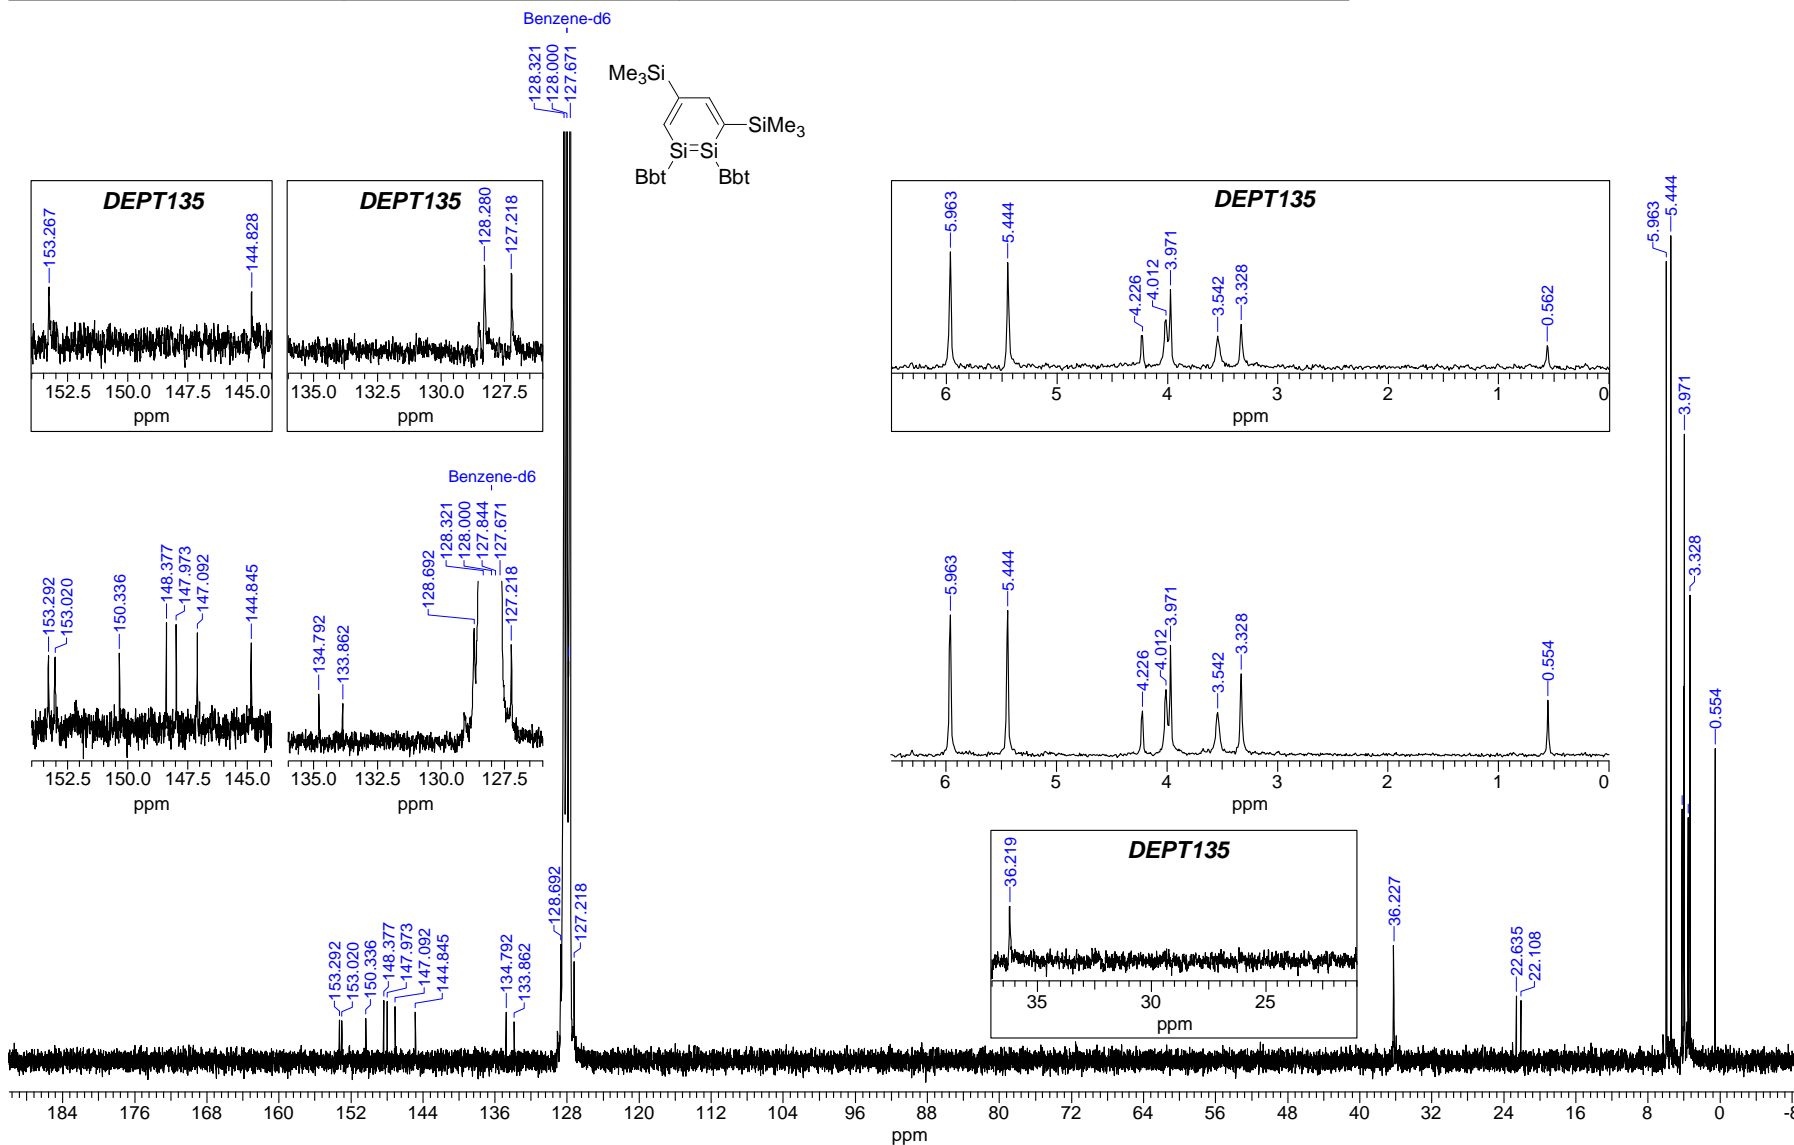 Benzene-d6
128.321
128.000
127.671
Me3Si
SiMe3
Si=Si
Bbt Bbt
DEPT135
153.267
144.828
152.5 150.0 147.5 145.0
ppm
DEPT135
128.280
127.218
135.0 132.5 130.0 127.5
ppm
DEPT135
5.963
5.444
4.226
4.012
3.971
3.542
3.328
0.562
6 5 4 3 2 1 0
ppm
5.963
5.444
3.971
3.328
0.554
153.292
153.020
150.336
148.377
147.973
147.092
144.845
152.5 150.0 147.5 145.0
ppm
Benzene-d6
134.792
133.862
128.692
128.321
128.000
127.844
127.671
127.218
135.0 132.5 130.0 127.5
ppm
5.963
5.444
4.226
4.012
3.971
3.542
3.328
0.554
6 5 4 3 2 1 0
ppm
DEPT135
36.219
35 30 25
ppm
153.292
153.020
150.336
148.377
147.973
147.092
144.845
134.792
133.862
128.692
127.218
36.227
22.635
22.108
184 176 168 160 152 144 136 128 120 112 104 96 88 80 72 64 56 48 40 32 24 16 8 0 -8
ppm